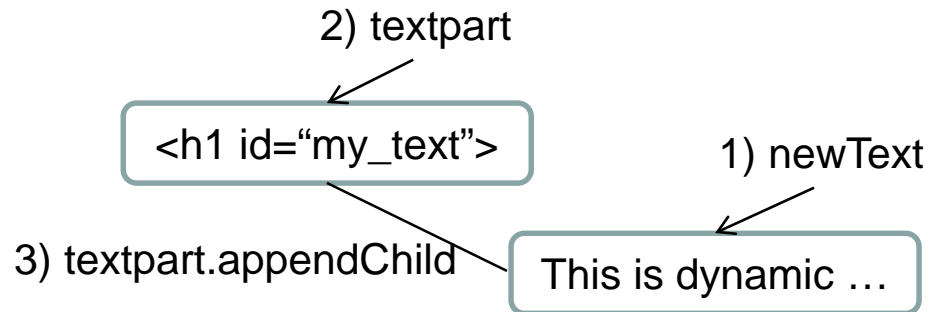 2) textpart
<h1 id=“my_text”>
1) newText
3) textpart.appendChild
This is dynamic …